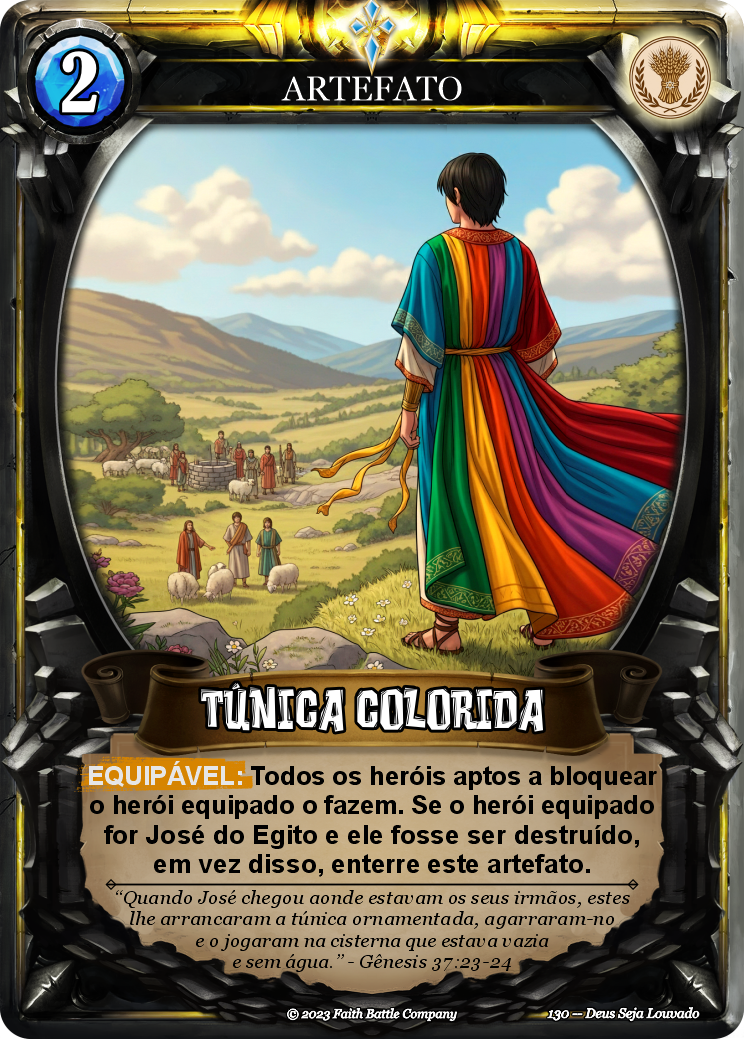 2
ARTEFATO
TÚNICA COLORIDA
EQUIPÁVEL: Todos os heróis aptos a bloquear
o herói equipado o fazem. Se o herói equipado
for José do Egito e ele fosse ser destruído,
em vez disso, enterre este artefato.
“Quando José chegou aonde estavam os seus irmãos, estes
lhe arrancaram a túnica ornamentada, agarraram-no
e o jogaram na cisterna que estava vazia
e sem água.” - Gênesis 37:23-24
© 2023 Faith Battle Company
130 -- Deus Seja Louvado